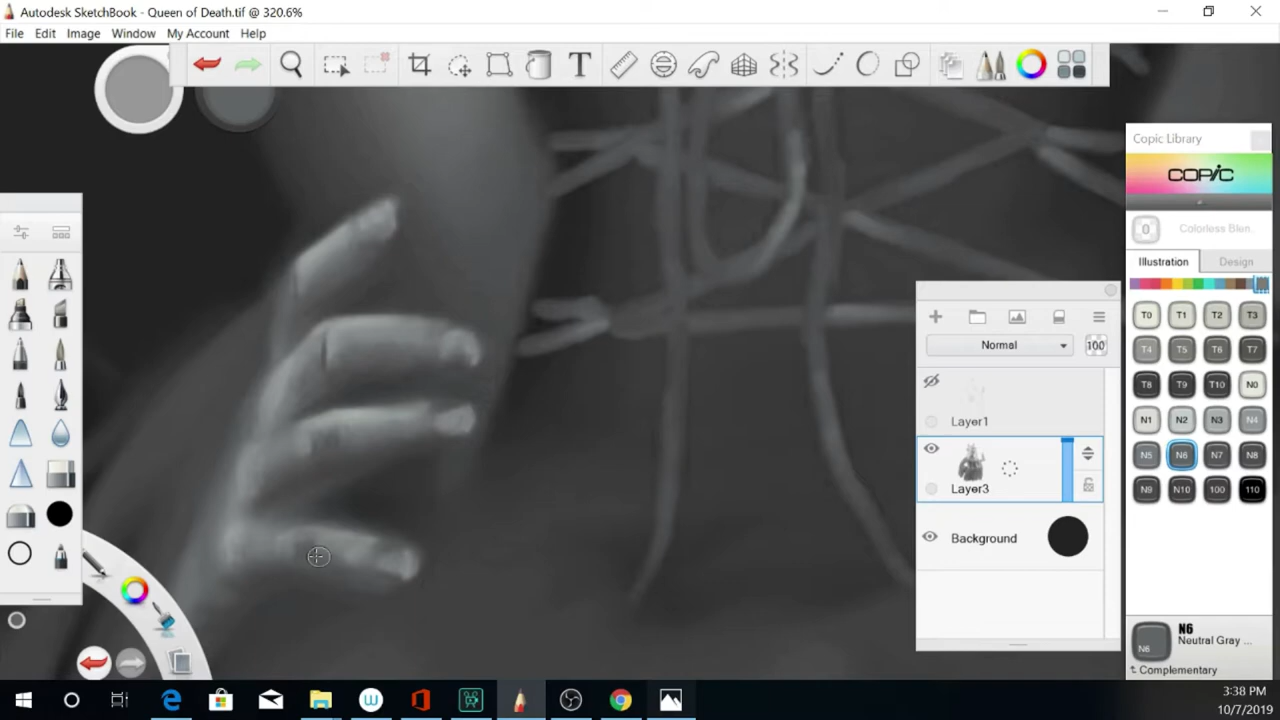 Autodesk SketchBook - Queen of Death.tif @ 320.6%
File Edit Image Window My Account Help
T
Copic Library
COPIC
0 Colorless Blen..
Illustration Design
T0 T1 T2 T3
T4 T5 T6 T7
T8 T9 T10 N0
N1 N2 N3 N4
N5 N6 N7 N8
N9 N10 100 110
Normal 100
Layer1
Layer3
Background
N6
N6
Neutral Gray ...
Complementary
3:38 PM
10/7/2019